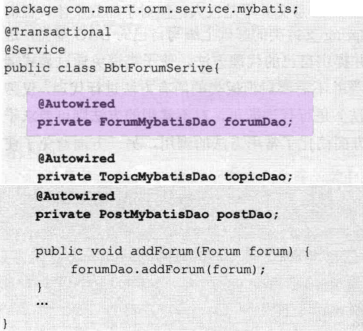 package com.smart.orm.service.mybatis;
@Transactional
@Service
public class BbtForumSerive{
@Autowired
private ForumMybatisDao forumDao;
@Autowired
private TopicMybatisDao topicDao;
@Autowired
private PostMybatisDao postDao;
public void addForum(Forum forum) {
forumDao.addForum(forum);
}
…
}